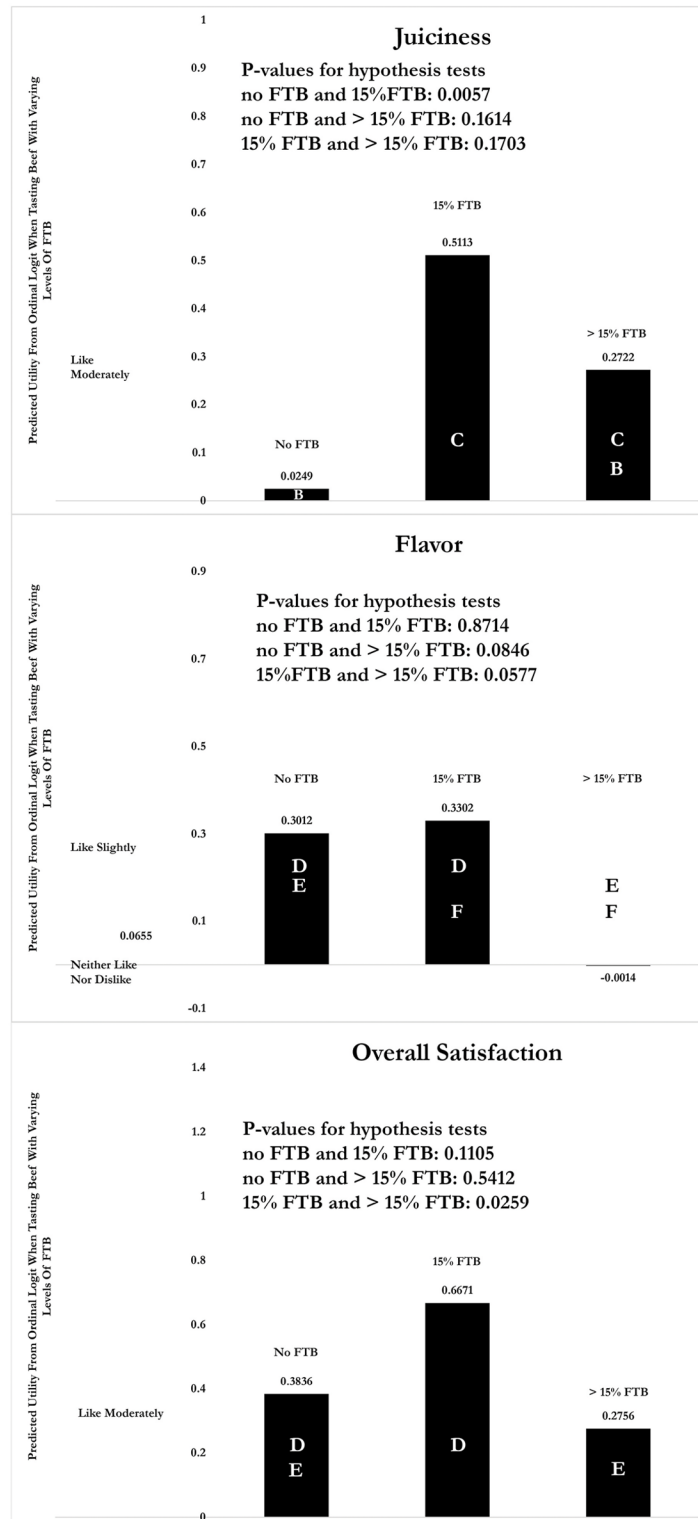 Juiciness
P-values for hypothesis tests
no FTB and 15%FTB: 0.0057
no FTB and > 15% FTB: 0.1614
15% FTB and > 15% FTB: 0.1703
Predicted Utility From Ordinal Logit When Tasting Beef With Varying
Levels Of FTB
1
0.9
0.8
0.7
0.6
0.5
0.4
0.3
0.2
0.1
0
Like
Moderately
No FTB
0.0249
B
15% FTB
0.5113
C
> 15% FTB
0.2722
C
B
Flavor
P-values for hypothesis tests
no FTB and 15% FTB: 0.8714
no FTB and > 15% FTB: 0.0846
15%FTB and > 15% FTB: 0.0577
Predicted Utility From Ordinal Logit When Tasting Beef With Varying
Levels Of FTB
0.9
0.7
0.5
0.3
0.1
-0.1
Like Slightly
0.0655
Neither Like
Nor Dislike
No FTB
0.3012
D
E
15% FTB
0.3302
D
F
> 15% FTB
E
F
-0.0014
Overall Satisfaction
P-values for hypothesis tests
no FTB and 15% FTB: 0.1105
no FTB and > 15% FTB: 0.5412
15% FTB and > 15% FTB: 0.0259
Predicted Utility From Ordinal Logit When Tasting Beef With Varying
Levels Of FTB
1.4
1.2
1
0.8
0.6
0.4
0.2
0
Like Moderately
No FTB
0.3836
D
E
15% FTB
0.6671
D
> 15% FTB
0.2756
E